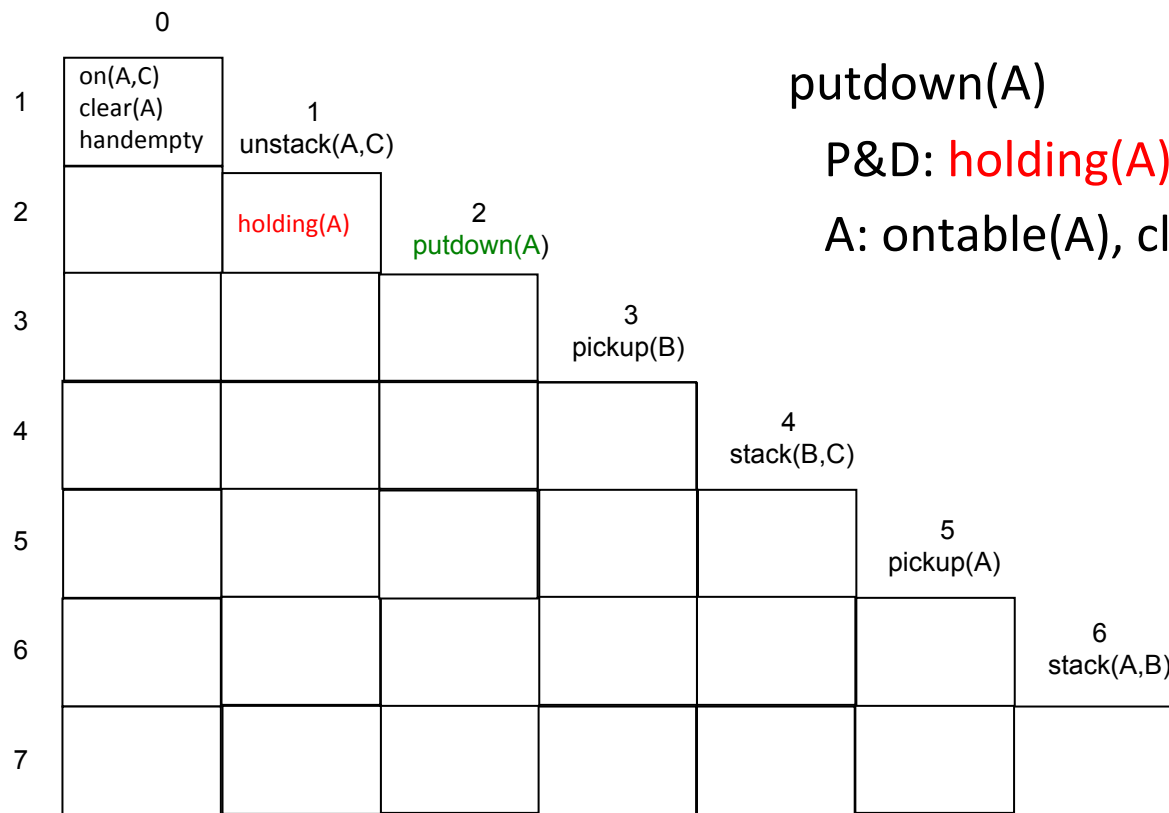 0
putdown(A)
P&D: holding(A)
A: ontable(A), cl
1
on(A,C)
clear(A)
handempty
1
unstack(A,C)
2
holding(A)
2
putdown(A)
3
3
pickup(B)
4
4
stack(B,C)
5
5
pickup(A)
6
6
stack(A,B)
7